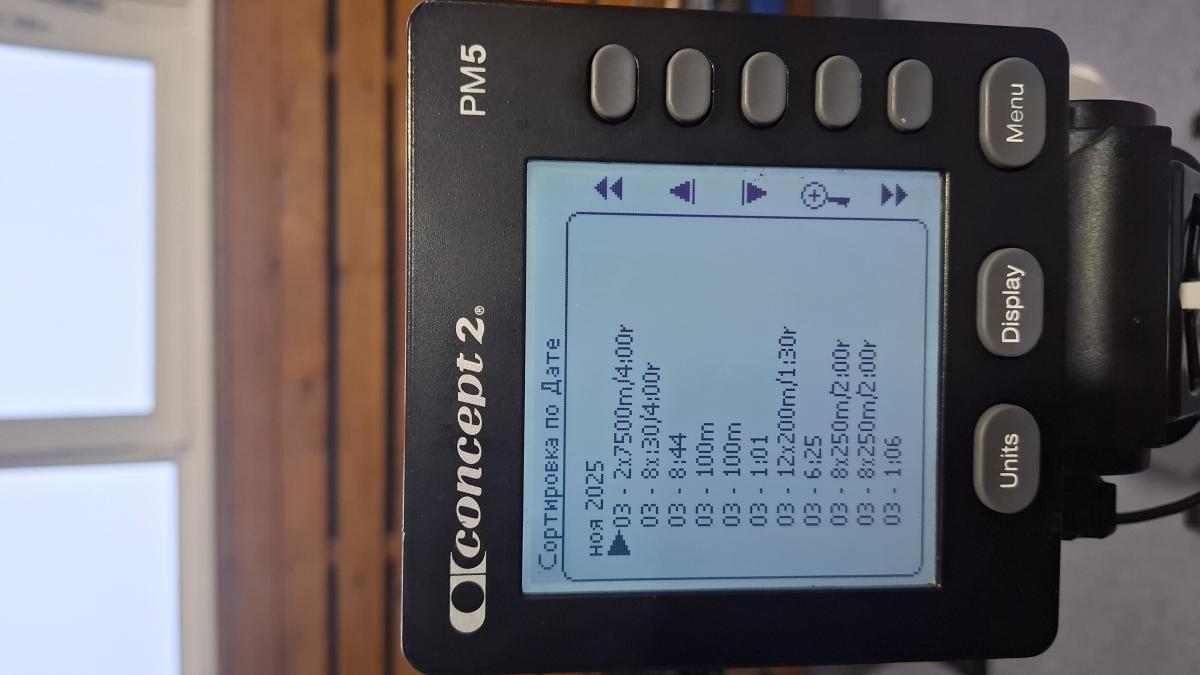 concept 2®
PM5
Сортировка по Дате
ноя 2025
03 - 2x7500m/4:00r
03 - 8x:30/4:00r
03 - 8:44
03 - 100m
03 - 100m
03 - 1:01
03 - 12x200m/1:30r
03 - 6:25
03 - 8x250m/2:00r
03 - 8x250m/2:00r
03 - 1:06
Units
Display
Menu